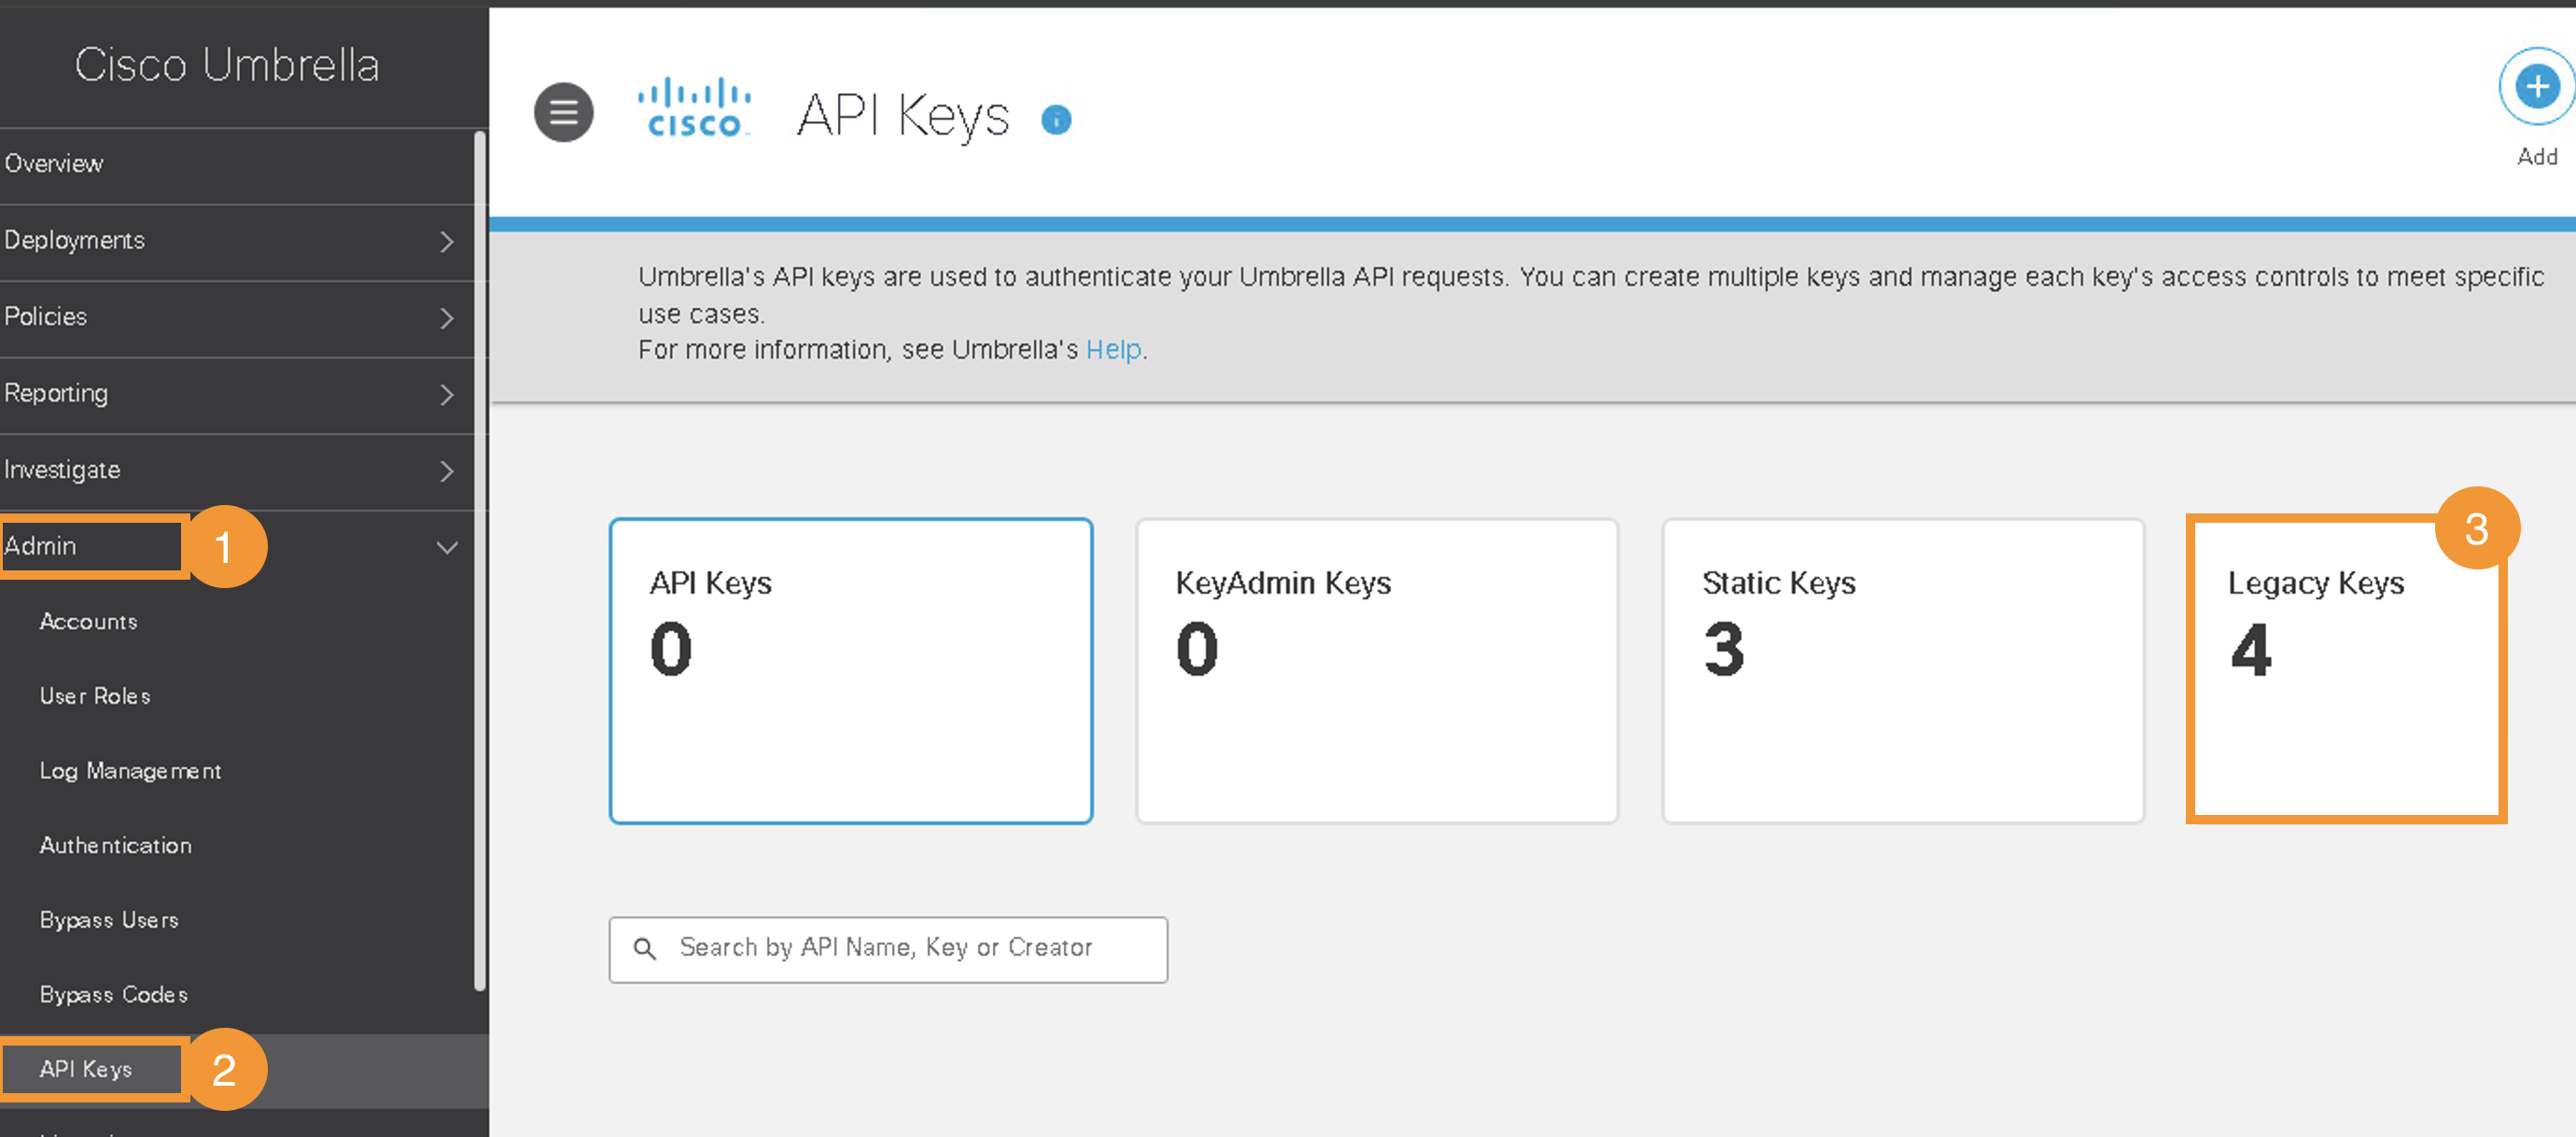 Cisco Umbrella
Overview
Deployments
Policies
Reporting
Investigate
Admin
1
Accounts
User Roles
Log Management
Authentication
Bypass Users
Bypass Codes
API Keys
2
CISCO
API Keys
i
Add
Umbrella's API keys are used to authenticate your Umbrella API requests. You can create multiple keys and manage each key's access controls to meet specific
use cases.
For more information, see Umbrella's Help.
API Keys
0
KeyAdmin Keys
0
Static Keys
3
Legacy Keys
4
3
Search by API Name, Key or Creator